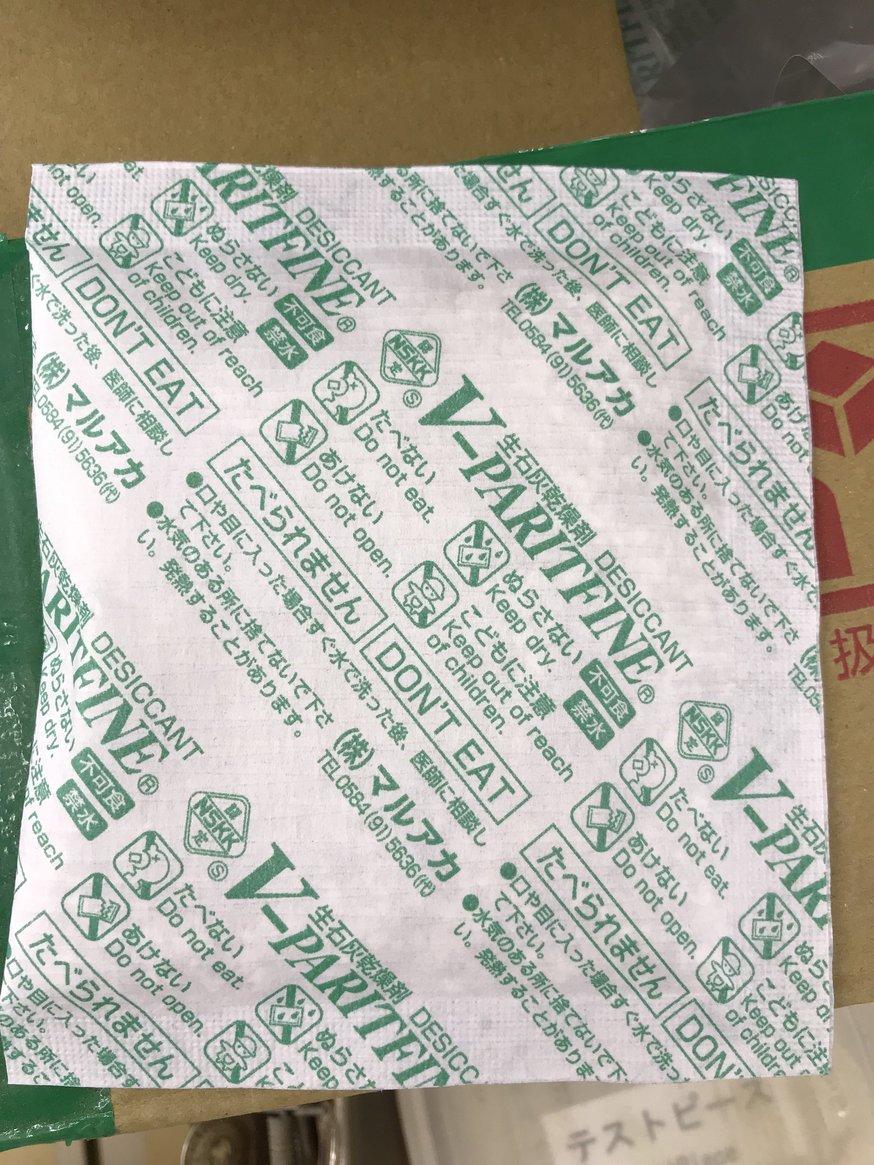 NSKK
V-PARITFINE®
生石灰乾燥剤 DESICCANT
不可食
禁水
たべない
Do not eat.
あけない
Do not open.
ぬらさない
Keep dry.
こどもに注意
Keep out of reach
of children.
たべられません DON'T EAT
●口や目に入った場合すぐ水で洗った後、医師に相談し
て下さい。
●水気のある所に捨てないで下さ
い。発熱することがあります。
(株)マルアカ
TEL0584(91)5636(代)
扱
テストピース